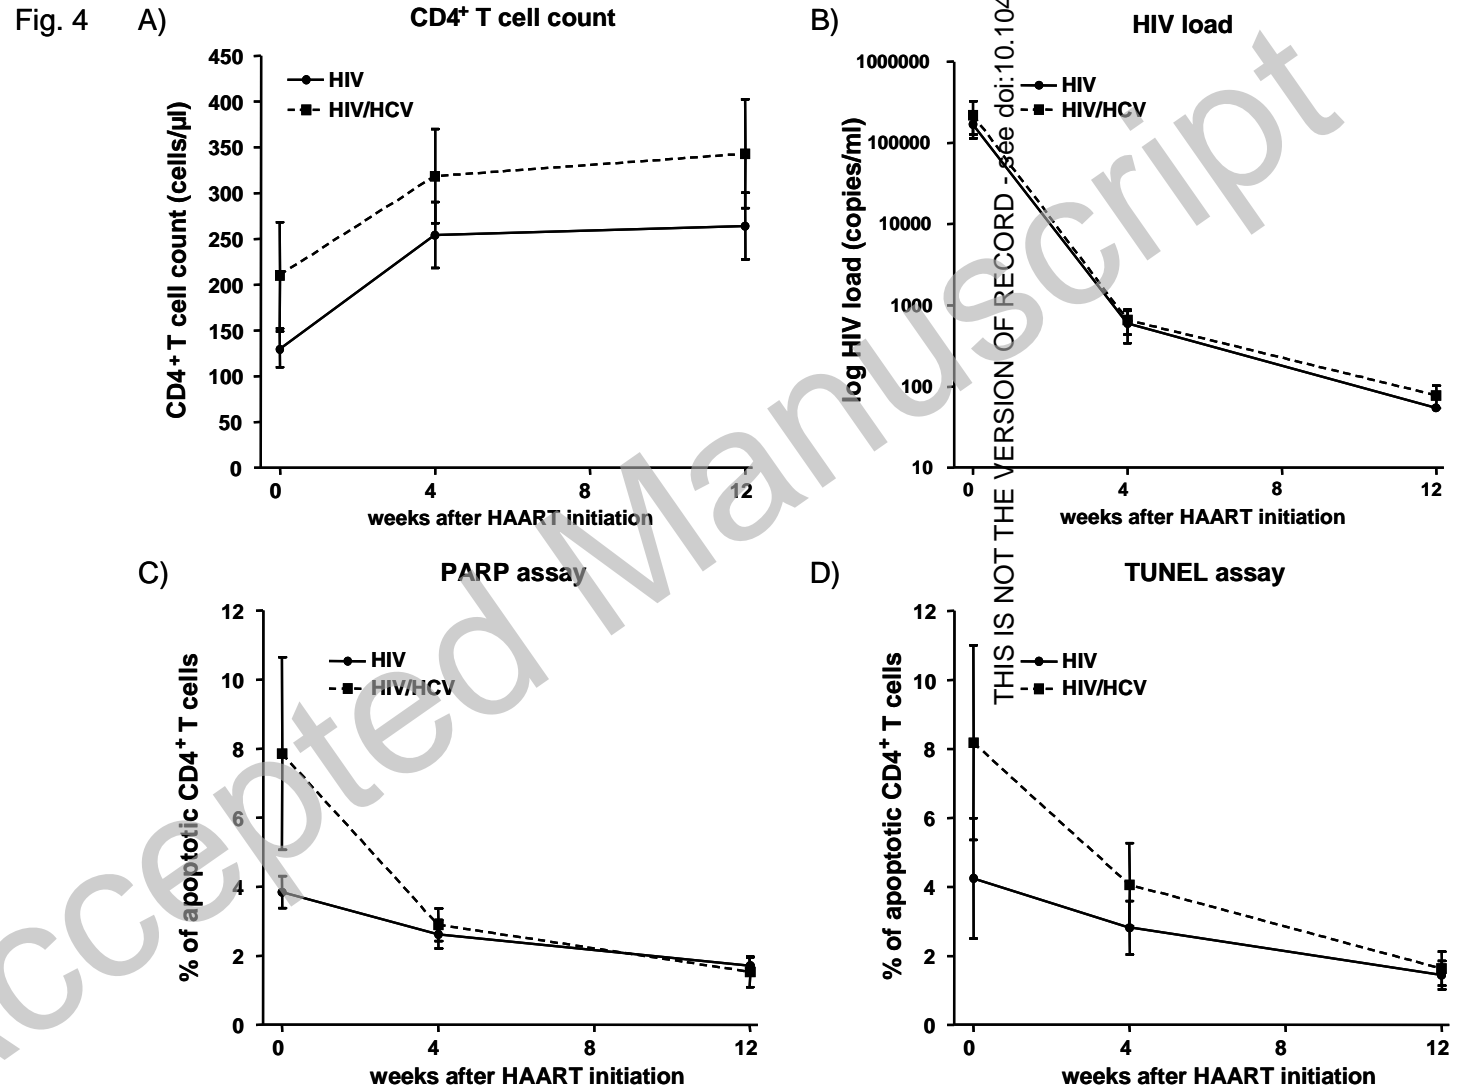 Fig. 4
A)
CD4+ T cell count
CD4+ T cell count (cells/µl)
450
400
350
300
250
200
150
100
50
0
HIV
HIV/HCV
0 4 8 12
weeks after HAART initiation
B)
HIV load
log HIV load (copies/ml)
1000000
100000
10000
1000
100
10
HIV
HIV/HCV
0 4 8 12
weeks after HAART initiation
C)
PARP assay
% of apoptotic CD4+ T cells
12
10
8
6
4
2
0
HIV
HIV/HCV
0 4 8 12
weeks after HAART initiation
D)
TUNEL assay
% of apoptotic CD4+ T cells
12
10
8
6
4
2
0
HIV
HIV/HCV
0 4 8 12
weeks after HAART initiation
THIS IS NOT THE VERSION OF RECORD - see doi:10.104
ccepted Manuscript